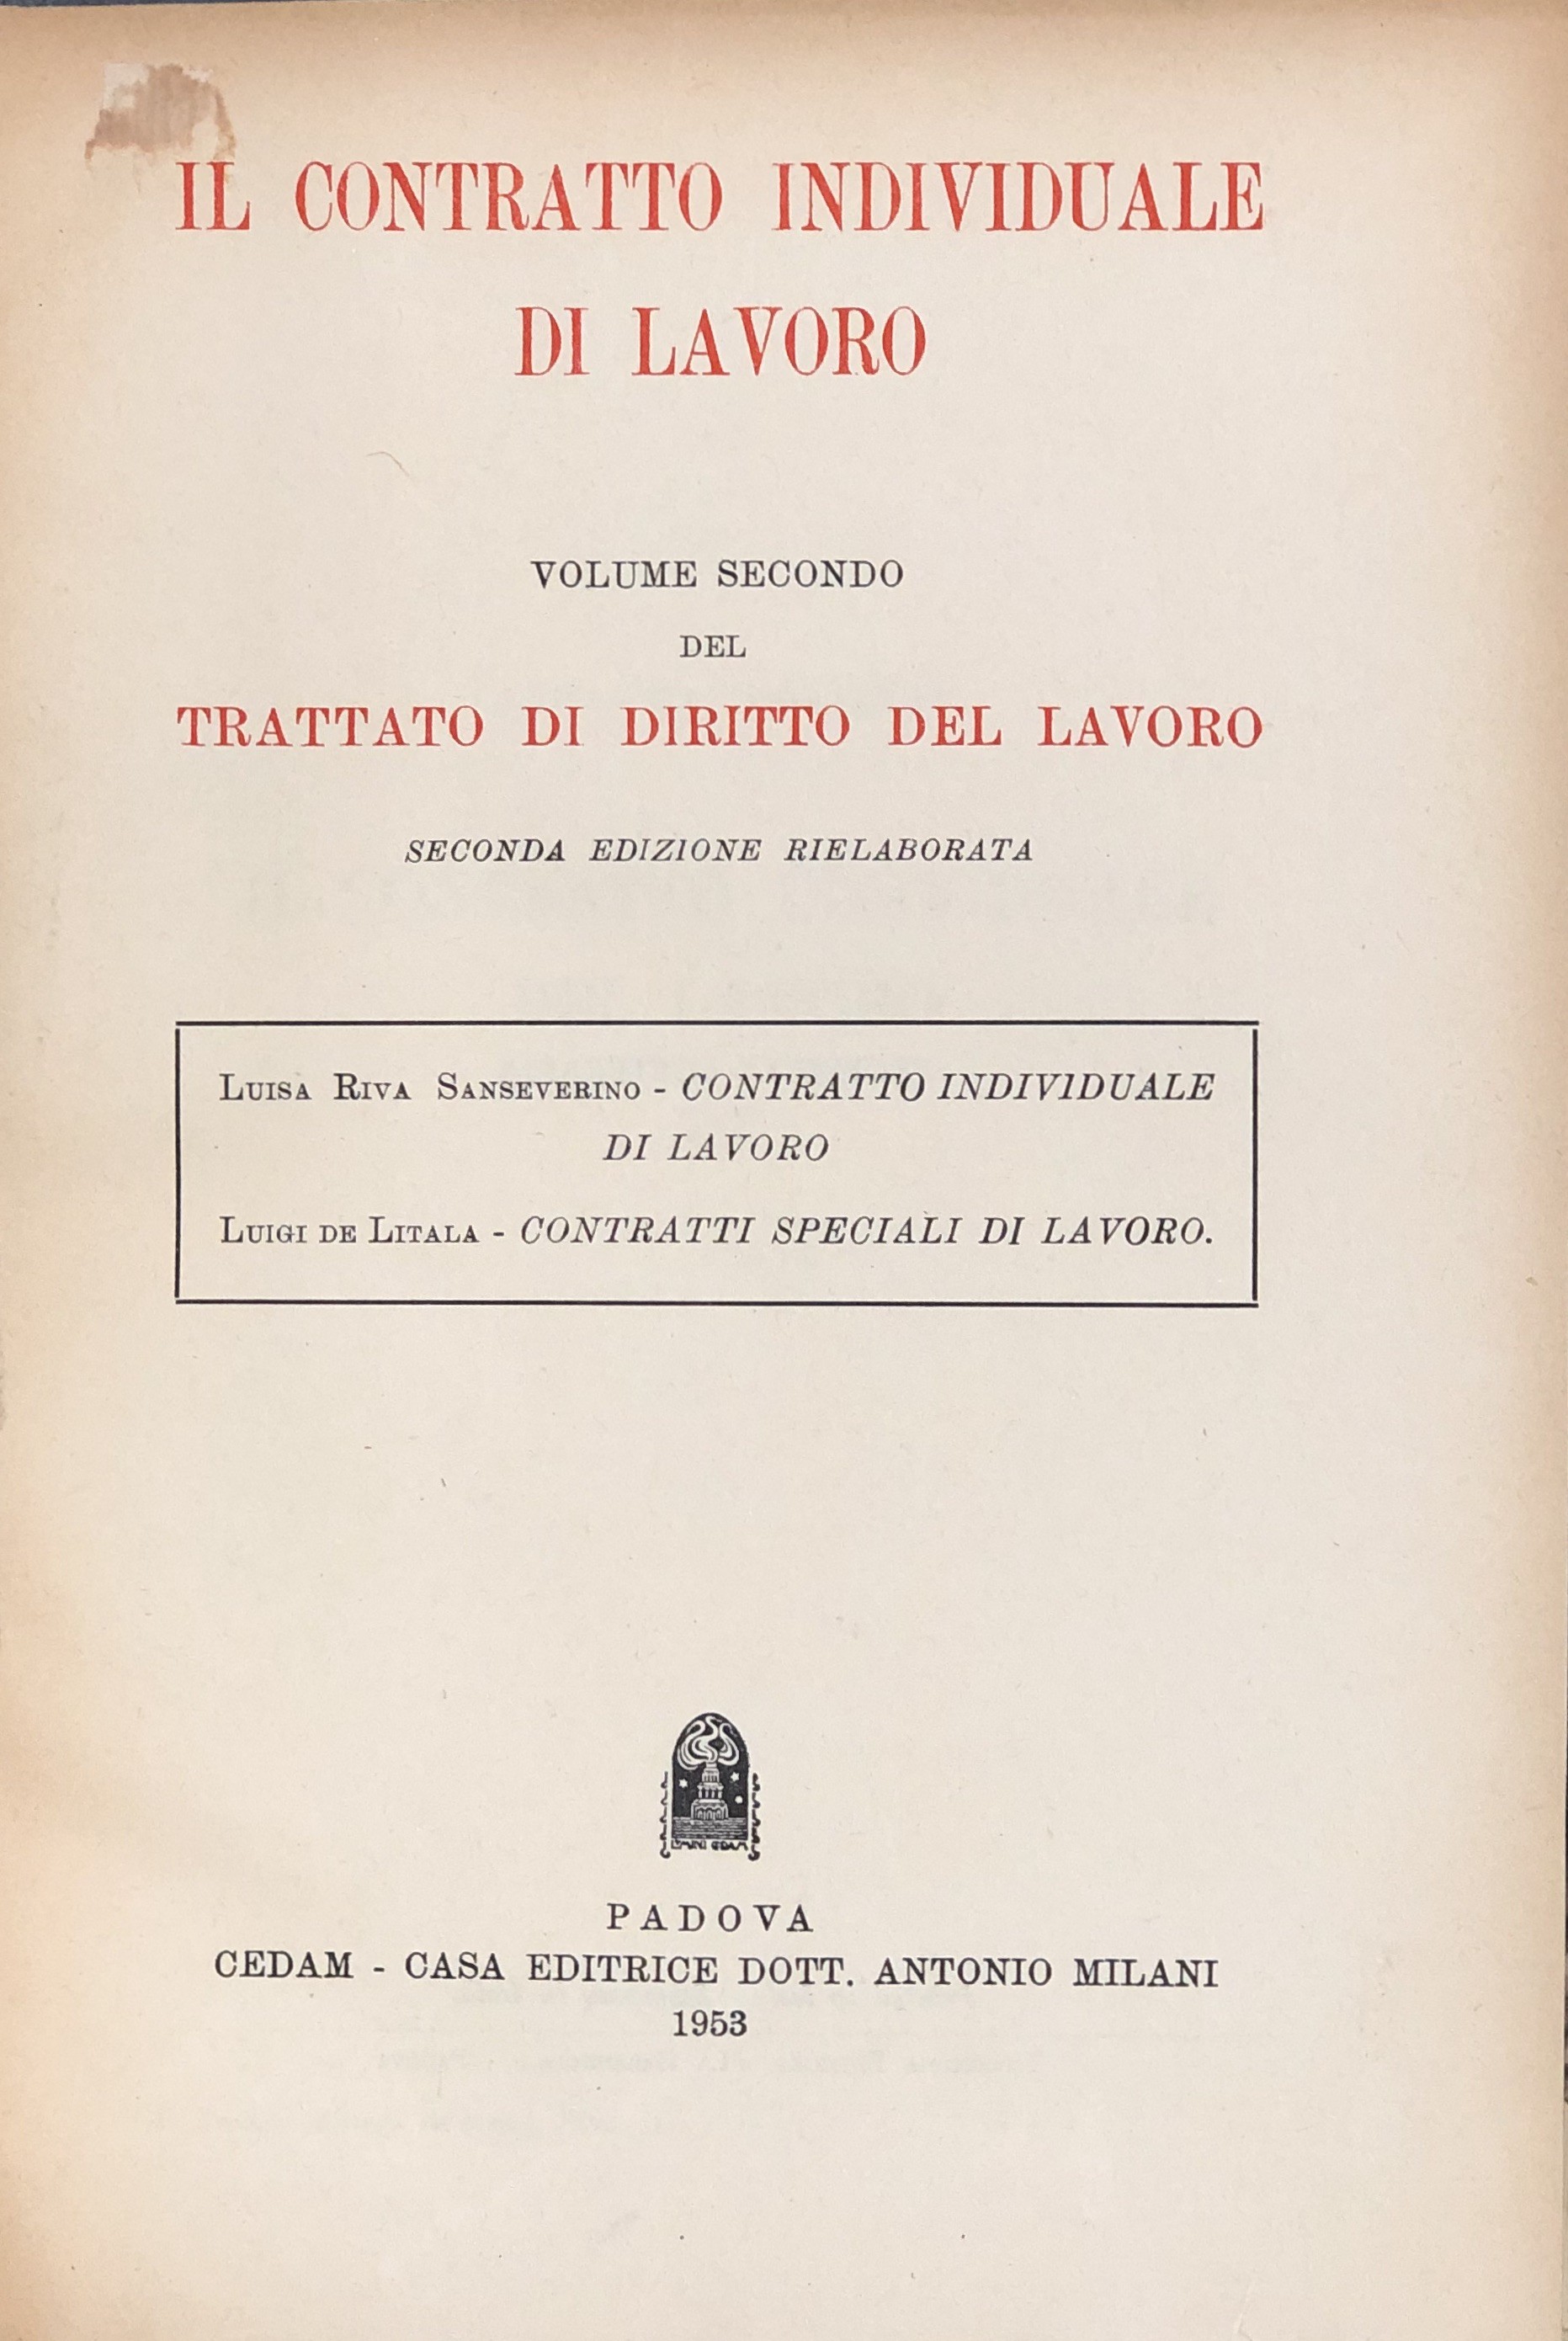 IL CONTRATTO INDIVIDUALE
DI LAVORO
VOLUME SECONDO
DEL
TRATTATO DI DIRITTO DEL LAVORO
SECONDA EDIZIONE RIELABORATA
LUISA RIVA SANSEVERINO - CONTRATTO INDIVIDUALE
DI LAVORO
LUIGI DE LITALA - CONTRATTI SPECIALI DI LAVORO.
PADOVA
CEDAM - CASA EDITRICE DOTT. ANTONIO MILANI
1953